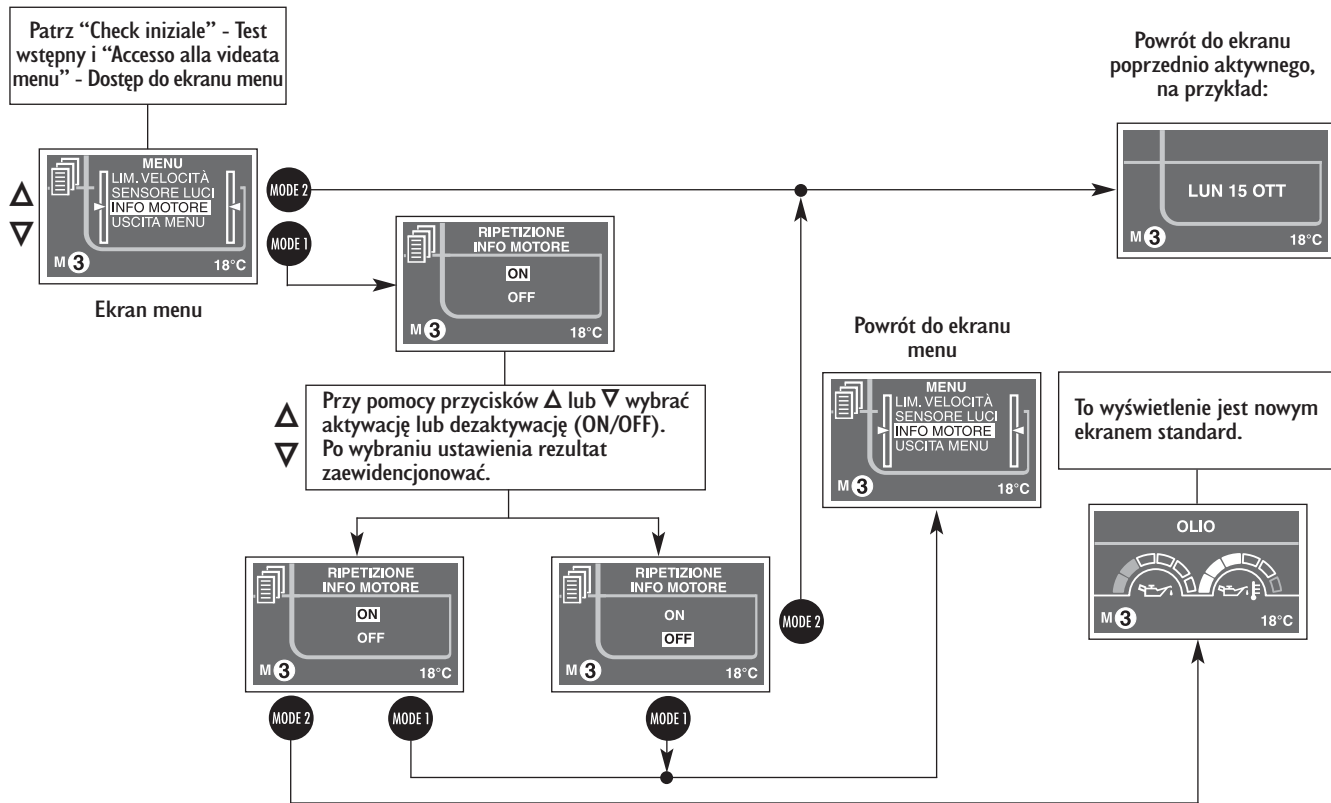 Patrz “Check iniziale” - Test
wstępny i “Accesso alla videata
menu” - Dostęp do ekranu menu
MENU
LIM. VELOCITÀ
SENSORE LUCI
INFO MOTORE
USCITA MENU
M 3
18°C
Ekran menu
MODE 2
MODE 1
Powrót do ekranu
poprzednio aktywnego,
na przykład:
LUN 15 OTT
M 3
18°C
RIPETIZIONE
INFO MOTORE
ON
OFF
M 3
18°C
Przy pomocy przycisków ∆ lub ∇ wybrać
aktywację lub dezaktywację (ON/OFF).
Po wybraniu ustawienia rezultat
zaewidencjonować.
Powrót do ekranu
menu
MENU
LIM. VELOCITÀ
SENSORE LUCI
INFO MOTORE
USCITA MENU
M 3
18°C
To wyświetlenie jest nowym
ekranem standard.
OLIO
M 3
18°C
RIPETIZIONE
INFO MOTORE
ON
OFF
M 3
18°C
RIPETIZIONE
INFO MOTORE
ON
OFF
M 3
18°C
MODE 2
MODE 2
MODE 1
MODE 1